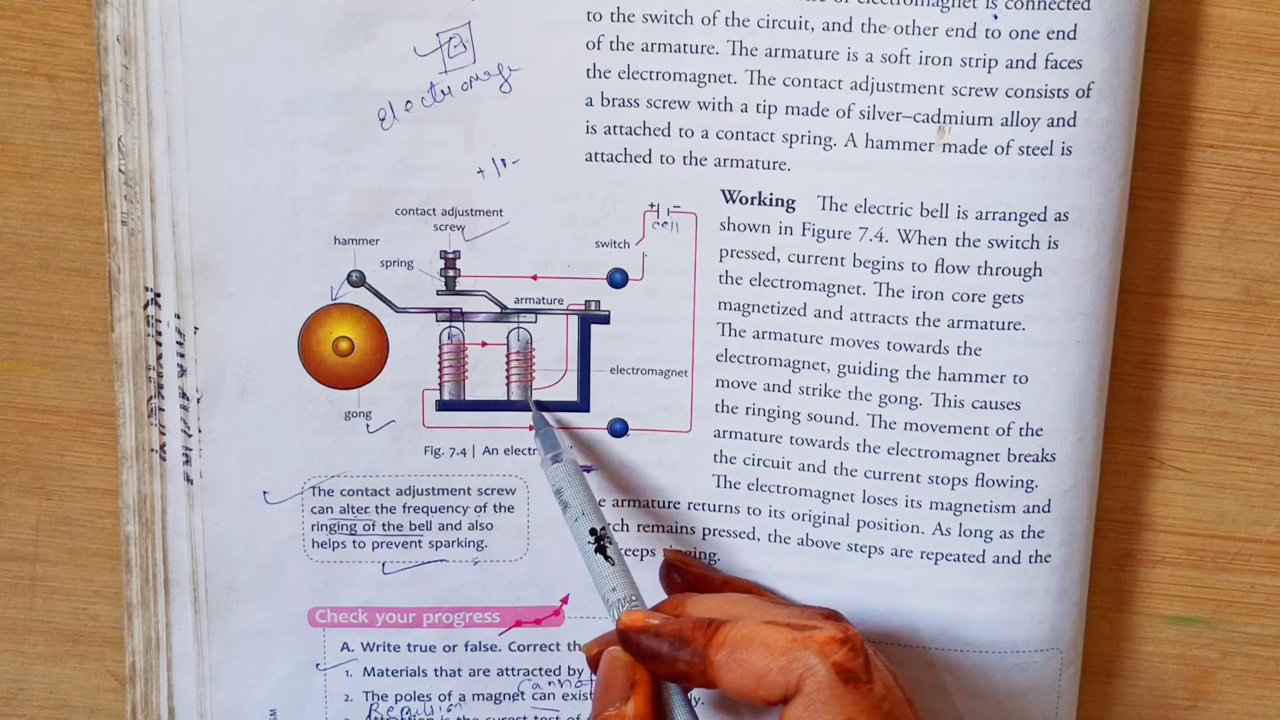 of electromagnet is connected
to the switch of the circuit, and the other end to one end
of the armature. The armature is a soft iron strip and faces
the electromagnet. The contact adjustment screw consists of
a brass screw with a tip made of silver–cadmium alloy and
is attached to a contact spring. A hammer made of steel is
attached to the armature.
contact adjustment
screw
hammer
spring
armature
switch
+ −
cell
electromagnet
gong
Fig. 7.4 | An electr
Working The electric bell is arranged as
shown in Figure 7.4. When the switch is
pressed, current begins to flow through
the electromagnet. The iron core gets
magnetized and attracts the armature.
The armature moves towards the
electromagnet, guiding the hammer to
move and strike the gong. This causes
the ringing sound. The movement of the
armature towards the electromagnet breaks
the circuit and the current stops flowing.
The electromagnet loses its magnetism and
armature returns to its original position. As long as the
remains pressed, the above steps are repeated and the
keeps ringing.
The contact adjustment screw
can alter the frequency of the
ringing of the bell and also
helps to prevent sparking.
Check your progress
A. Write true or false. Correct
1. Materials that are attracted by
cannot
2. The poles of a magnet can exist
Repulsion